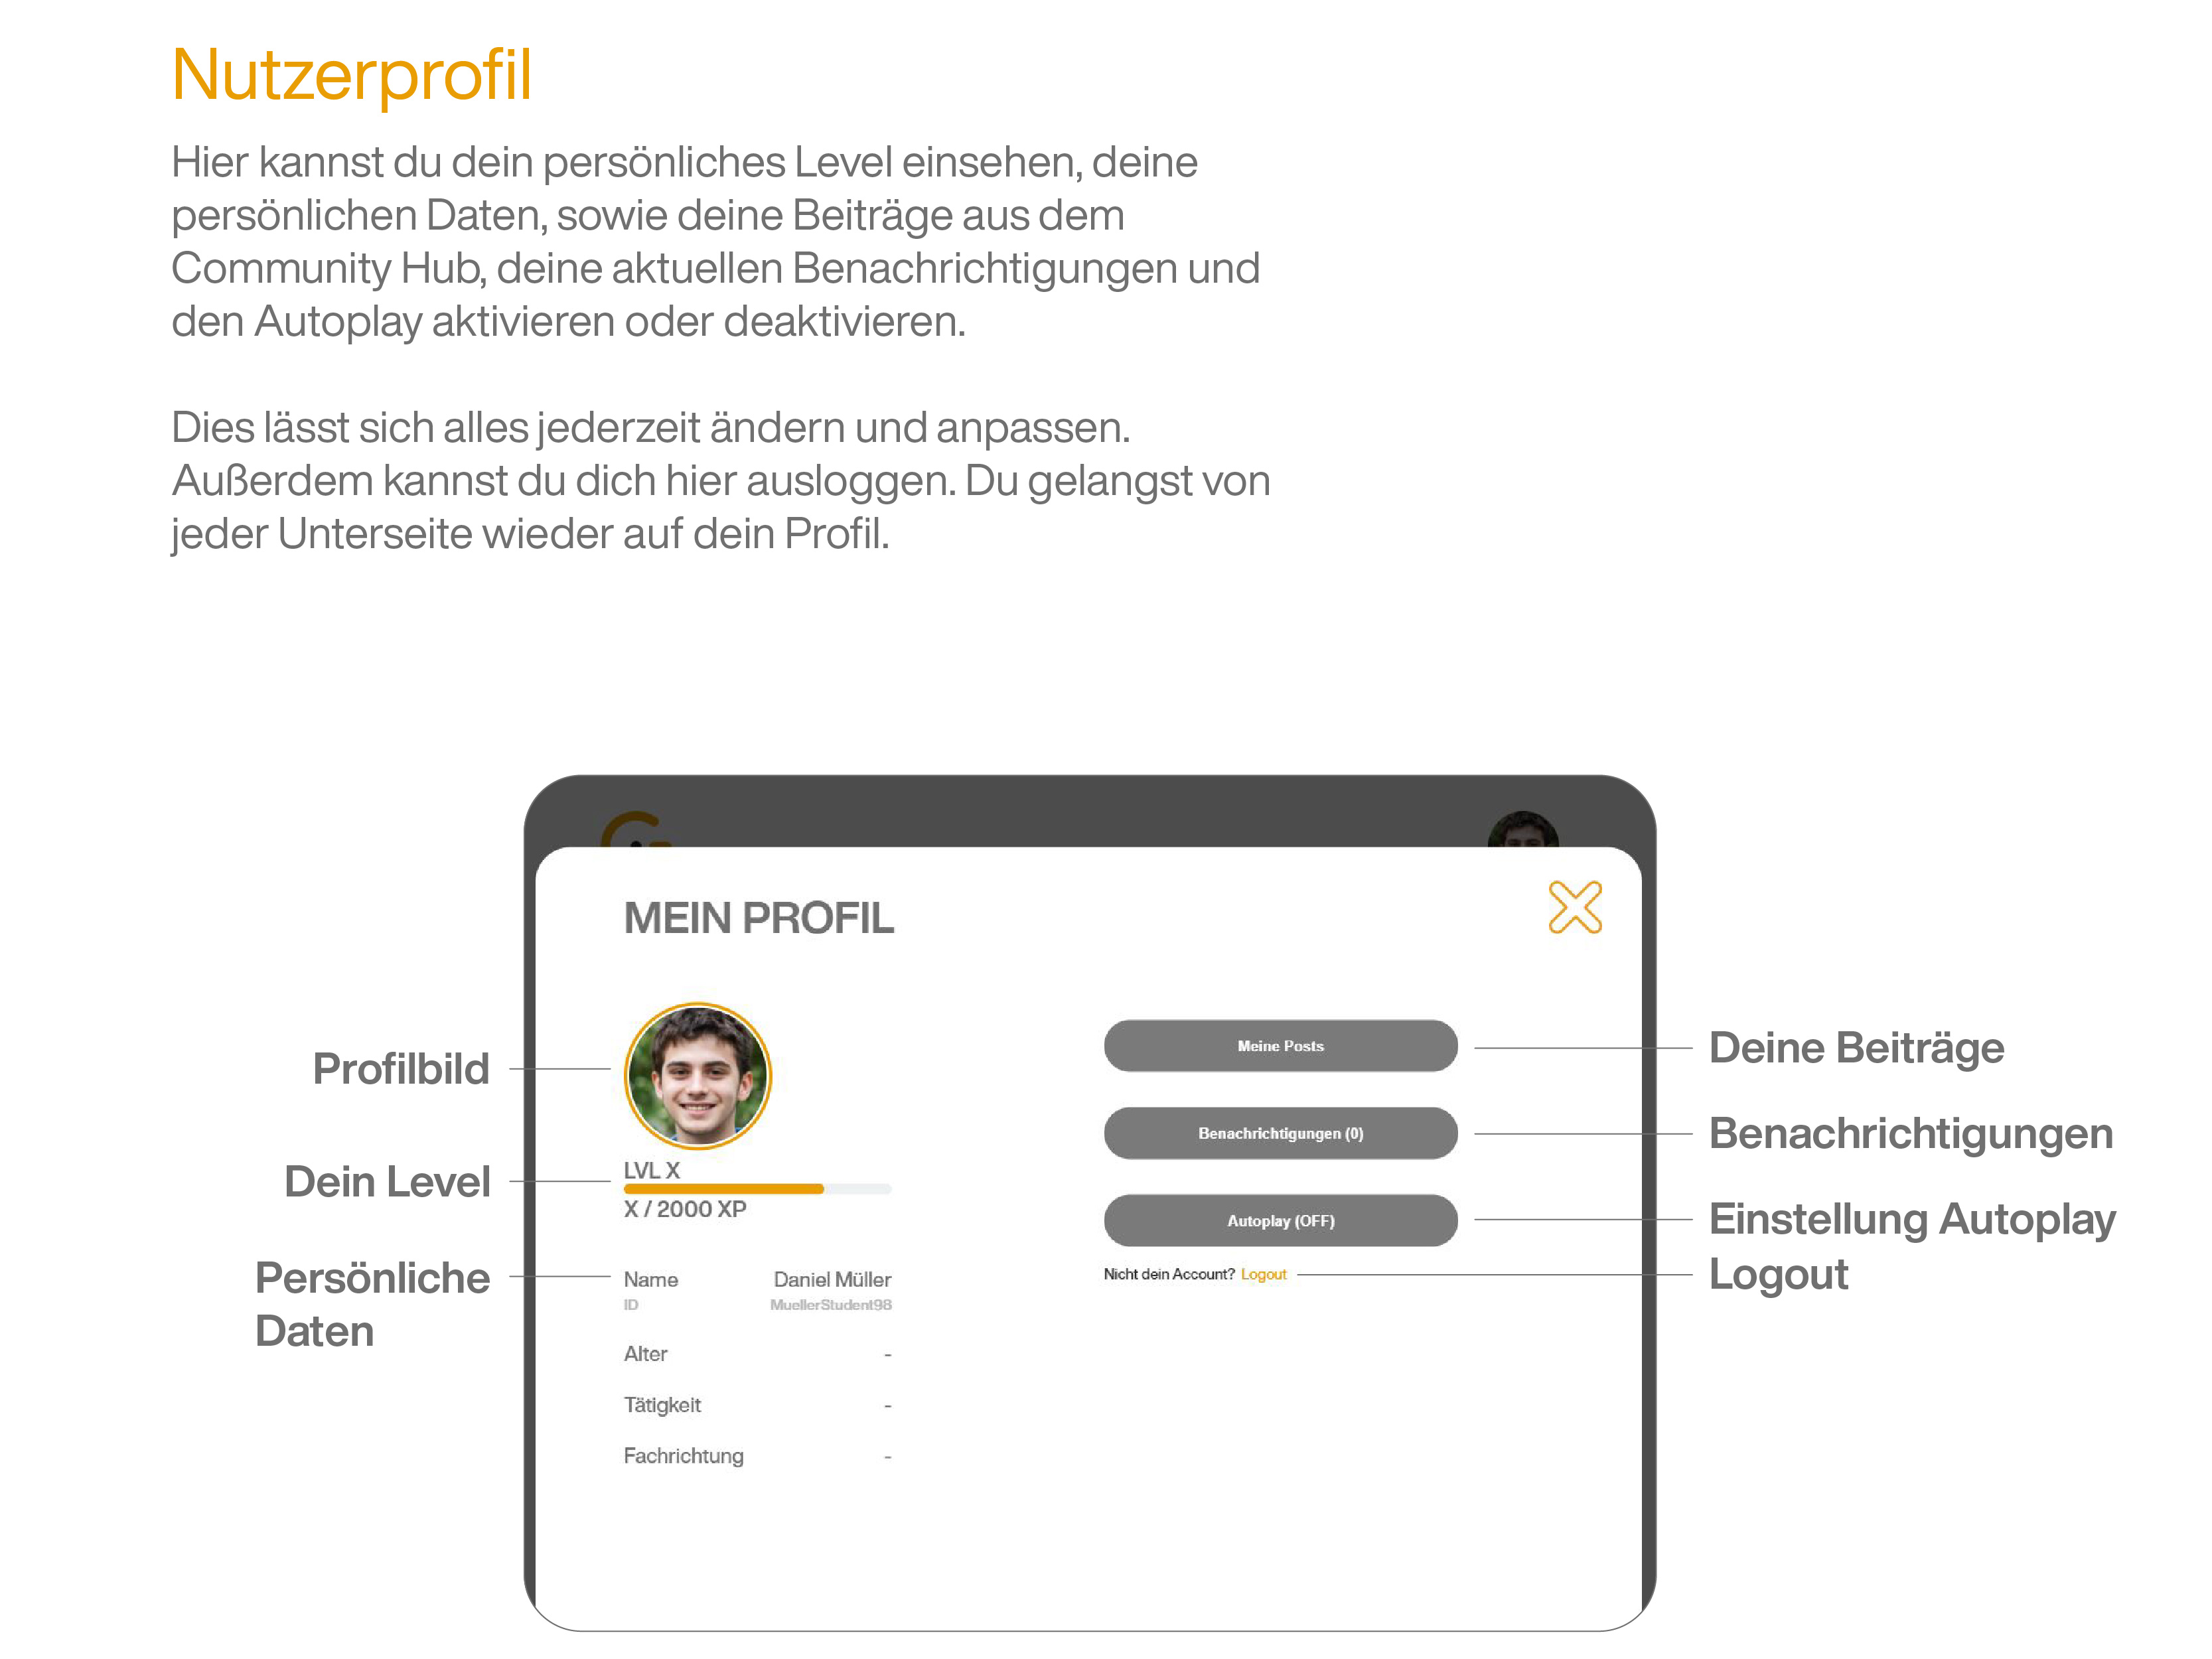 Nutzerprofil
Hier kannst du dein persönliches Level einsehen, deine
persönlichen Daten, sowie deine Beiträge aus dem
Community Hub, deine aktuellen Benachrichtigungen und
den Autoplay aktivieren oder deaktivieren.
Dies lässt sich alles jederzeit ändern und anpassen.
Außerdem kannst du dich hier ausloggen. Du gelangst von
jeder Unterseite wieder auf dein Profil.
MEIN PROFIL
Profilbild
Dein Level
Persönliche
Daten
LVL X
X / 2000 XP
Name Daniel Müller
ID MuellerStudent98
Alter -
Tätigkeit -
Fachrichtung -
Meine Posts
Benachrichtigungen (0)
Autoplay (OFF)
Nicht dein Account? Logout
Deine Beiträge
Benachrichtigungen
Einstellung Autoplay
Logout